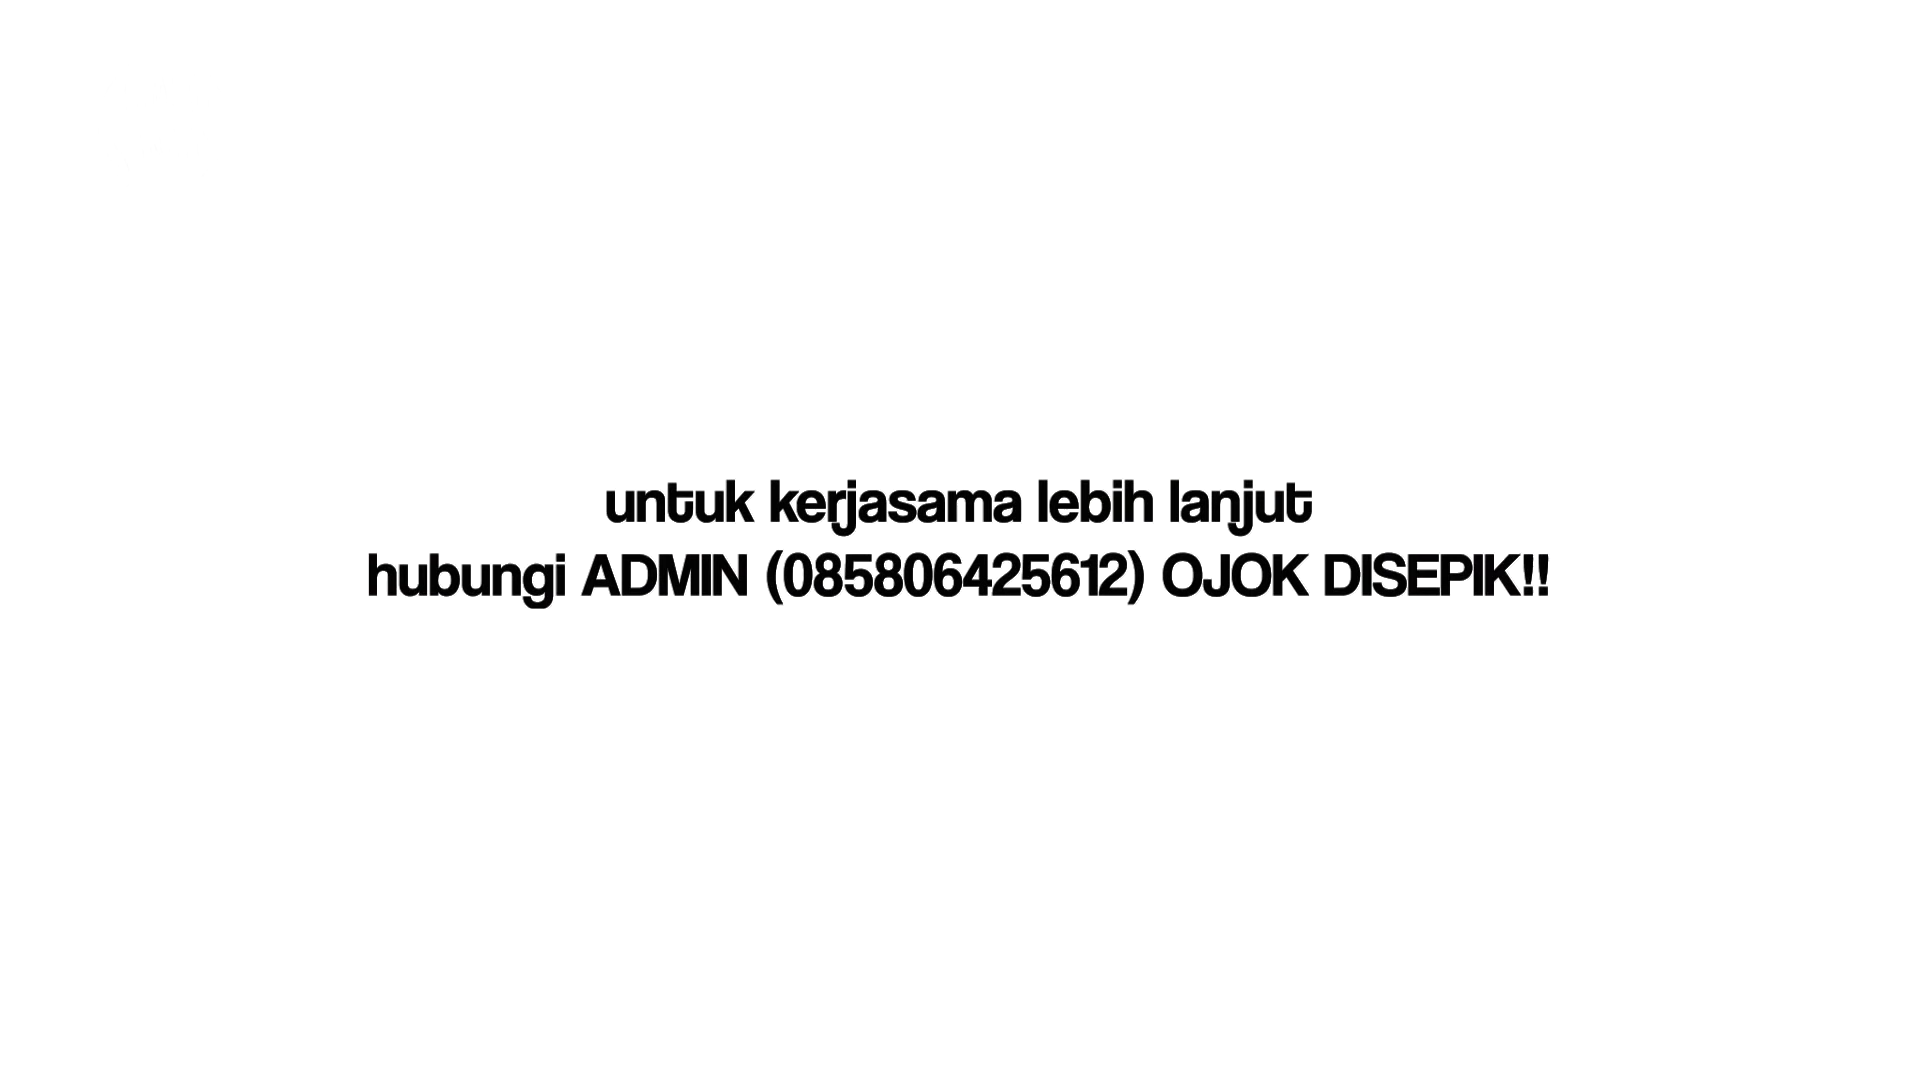 untuk kerjasama lebih lanjut
hubungi ADMIN (085806425612) OJOK DISEPIK!!